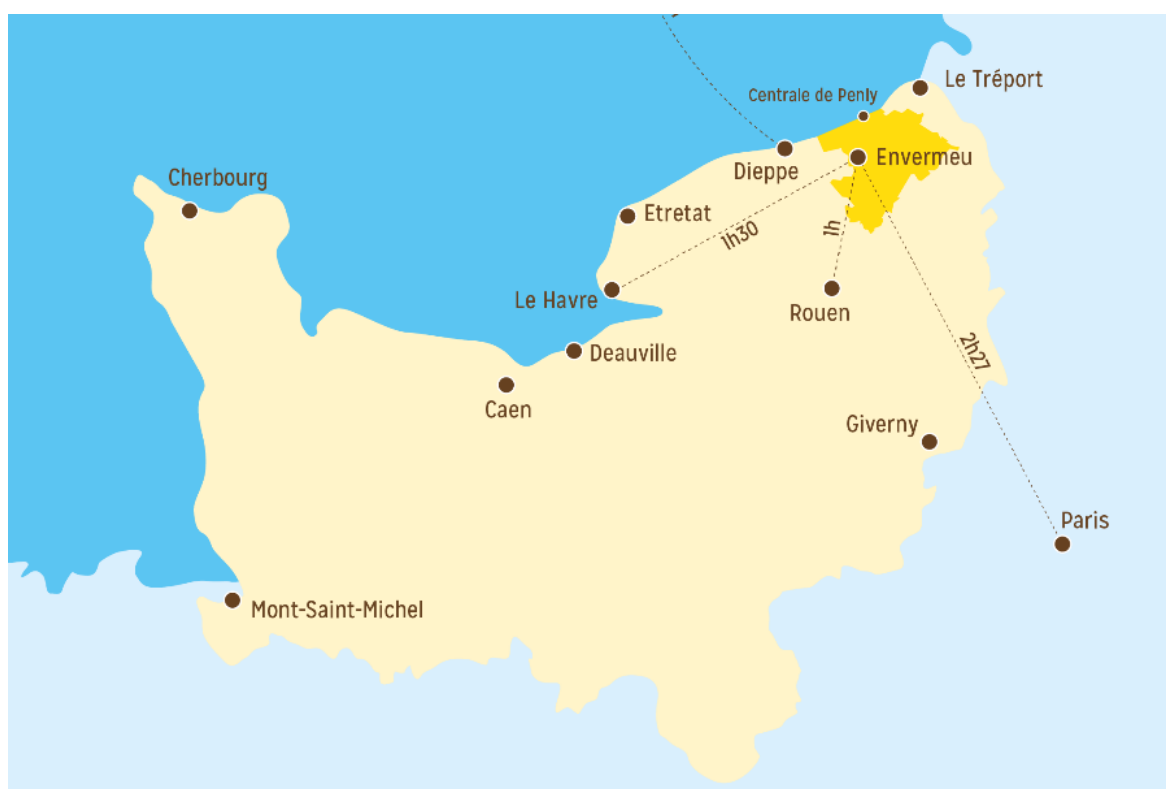 Le Tréport
Centrale de Penly
Envermeu
Dieppe
Cherbourg
Etretat
1h30
1h
Le Havre
Rouen
Deauville
2h27
Caen
Giverny
Paris
Mont-Saint-Michel